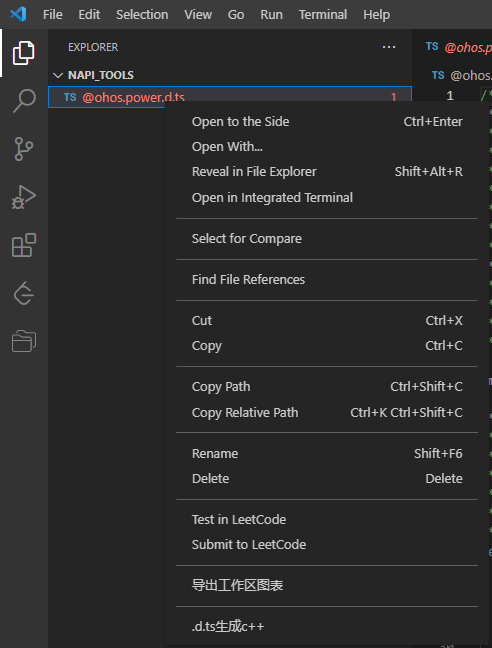 File Edit Selection View Go Run Terminal Help
EXPLORER ···
TS @ohos.p
NAPI_TOOLS
TS @ohos.
TS @ohos.power.d.ts 1
1 /*
Open to the Side Ctrl+Enter
Open With...
Reveal in File Explorer Shift+Alt+R
Open in Integrated Terminal
Select for Compare
Find File References
Cut Ctrl+X
Copy Ctrl+C
Copy Path Ctrl+Shift+C
Copy Relative Path Ctrl+K Ctrl+Shift+C
Rename Shift+F6
Delete Delete
Test in LeetCode
Submit to LeetCode
导出工作区图表
.d.ts生成c++